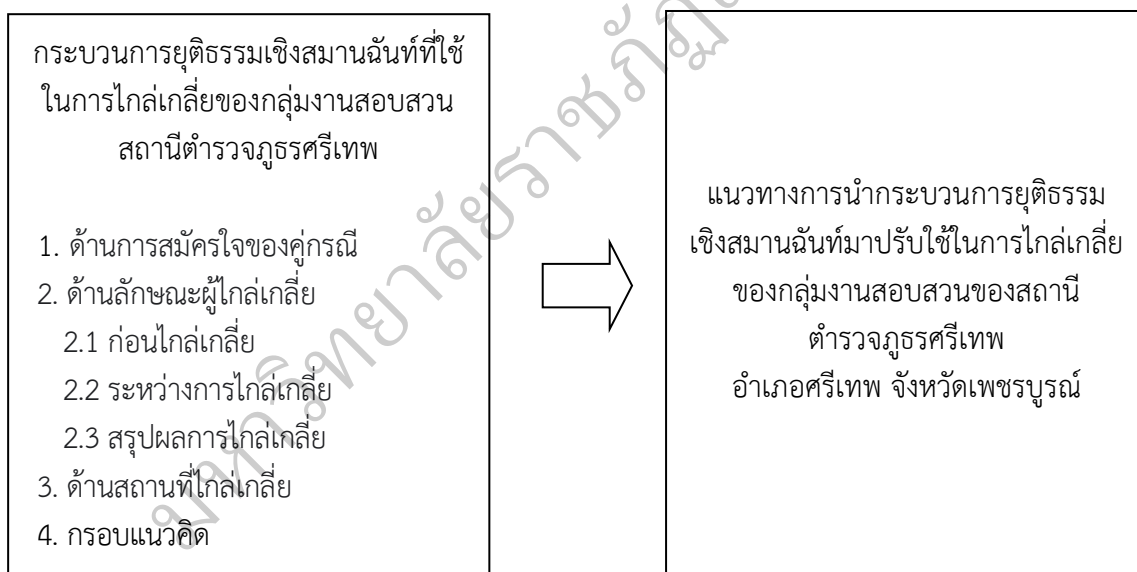 กระบวนการยุติธรรมเชิงสมานฉันท์ที่ใช้
ในการไกล่เกลี่ยของกลุ่มงานสอบสวน
สถานีตำรวจภูธรศรีเทพ
1. ด้านการสมัครใจของคู่กรณี
2. ด้านลักษณะผู้ไกล่เกลี่ย
2.1 ก่อนไกล่เกลี่ย
2.2 ระหว่างการไกล่เกลี่ย
2.3 สรุปผลการไกล่เกลี่ย
3. ด้านสถานที่ไกล่เกลี่ย
4. กรอบแนวคิด
แนวทางการนำกระบวนการยุติธรรม
เชิงสมานฉันท์มาปรับใช้ในการไกล่เกลี่ย
ของกลุ่มงานสอบสวนของสถานี
ตำรวจภูธรศรีเทพ
อำเภอศรีเทพ จังหวัดเพชรบูรณ์
มหาวิทยาลัยราชภัฏ